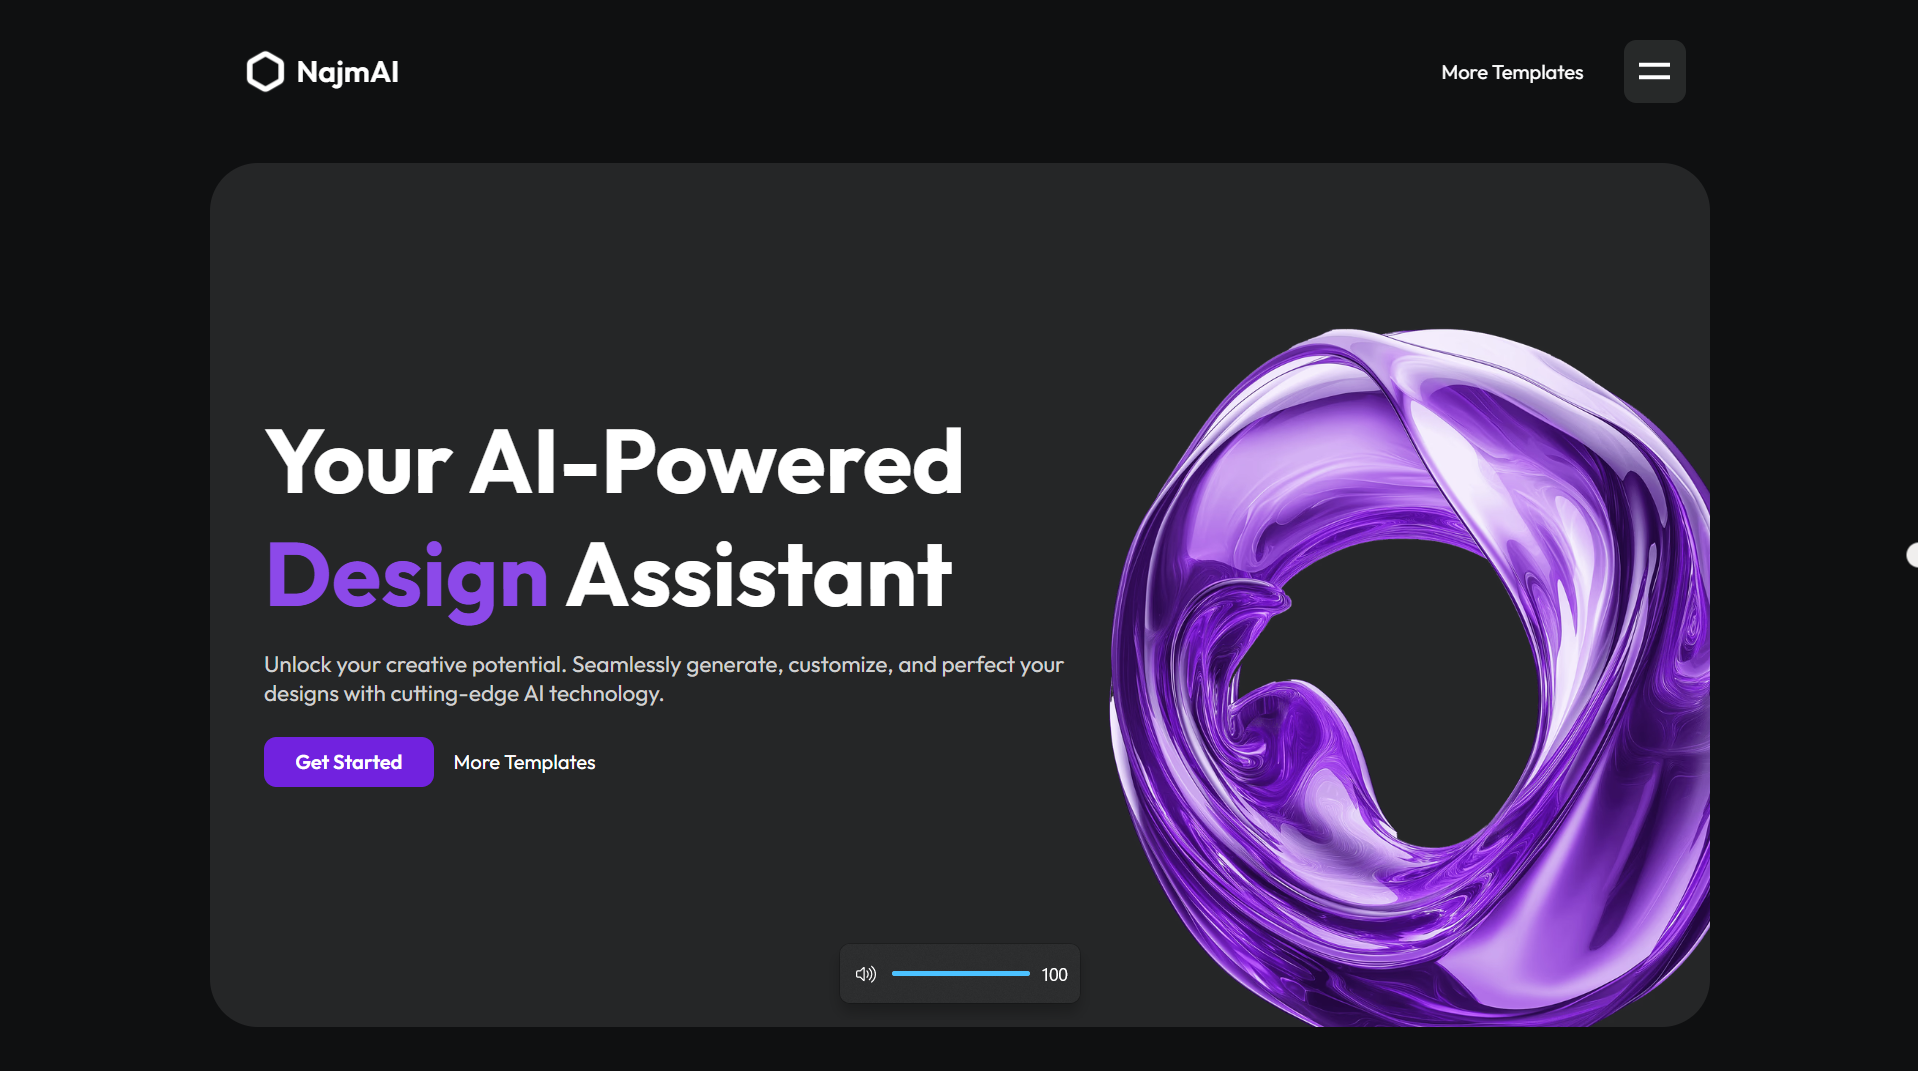 NajmAI
More Templates
Your AI-Powered
Design Assistant
Unlock your creative potential. Seamlessly generate, customize, and perfect your
designs with cutting-edge AI technology.
Get Started
More Templates
100